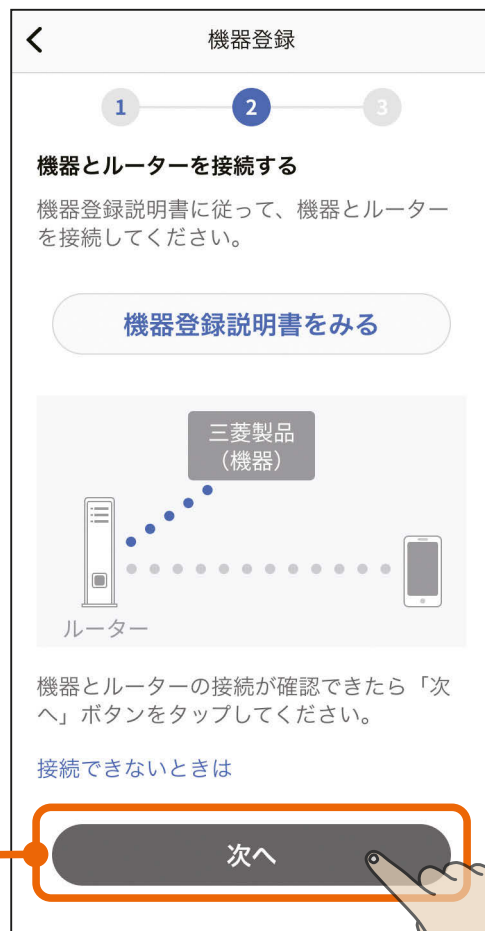 機器登録
1 2 3
機器とルーターを接続する
機器登録説明書に従って、機器とルーター
を接続してください。
機器登録説明書をみる
三菱製品
（機器）
ルーター
機器とルーターの接続が確認できたら「次
へ」ボタンをタップしてください。
接続できないときは
次へ